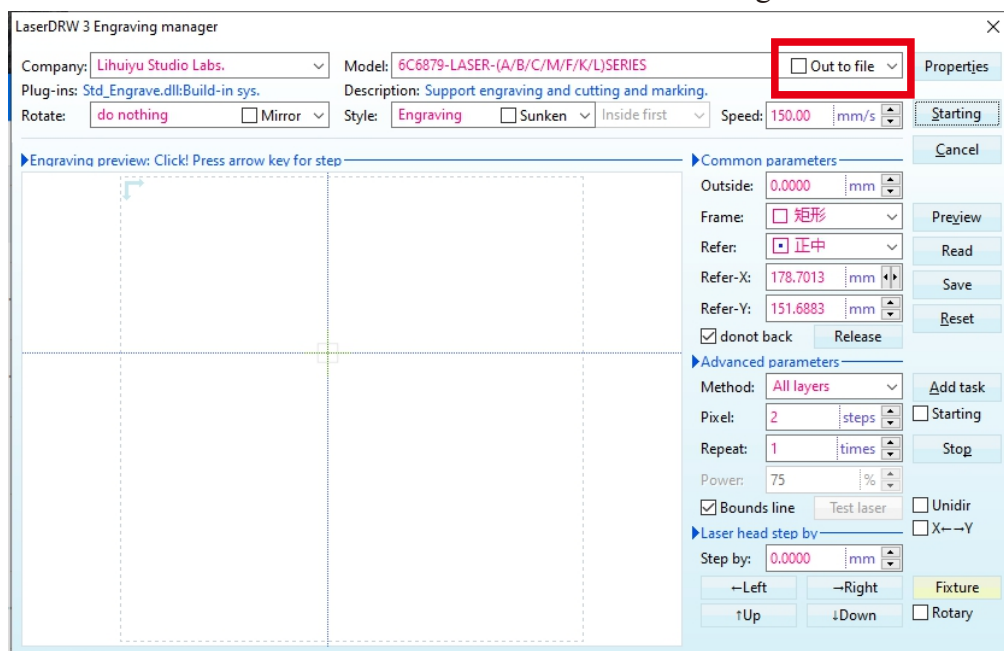 LaserDRW 3 Engraving manager
Company: Lihuiyu Studio Labs. Model: 6C6879-LASER-(A/B/C/M/F/K/L)SERIES Out to file Properties
Plug-ins: Std_Engrave.dll:Build-in sys. Description: Support engraving and cutting and marking.
Rotate: do nothing Mirror Style: Engraving Sunken Inside first Speed: 150.00 mm/s Starting
Cancel
Engraving preview: Click! Press arrow key for step Common parameters
Outside: 0.0000 mm
Frame: 矩形 Preview
Refer: 正中 Read
Refer-X: 178.7013 mm Save
Refer-Y: 151.6883 mm Reset
donot back Release
Advanced parameters
Method: All layers Add task
Pixel: 2 steps Starting
Repeat: 1 times Stop
Power: 75 %
Bounds line Test laser Unidir
Laser head step by X←→Y
Step by: 0.0000 mm
←Left →Right Fixture
↑Up ↓Down Rotary